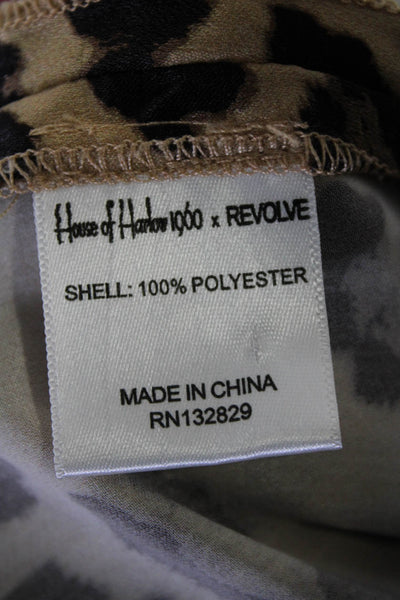 House of Harlow 1960 x REVOLVE
SHELL: 100% POLYESTER
MADE IN CHINA
RN132829